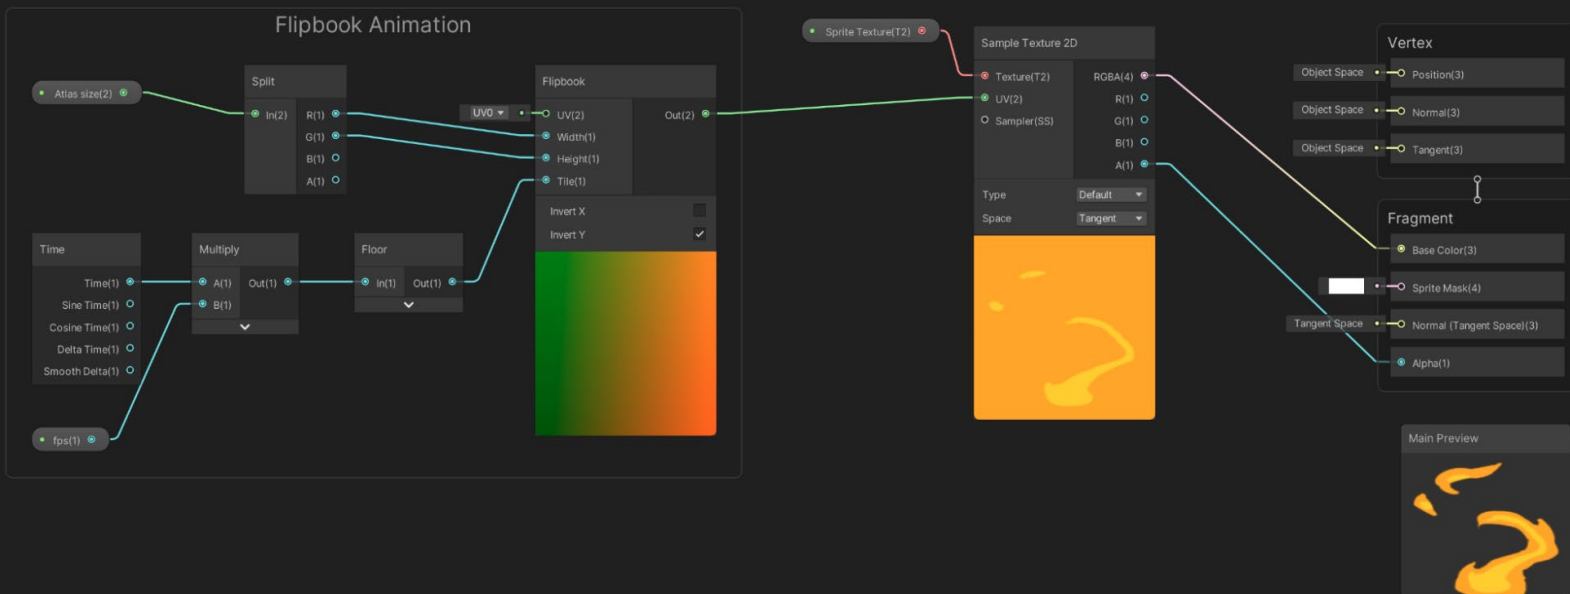 Flipbook Animation
Atlas size(2)
Split
In(2)
R(1)
G(1)
B(1)
A(1)
Flipbook
UV0
UV(2)
Width(1)
Height(1)
Tile(1)
Out(2)
Invert X
Invert Y
Time
Time(1)
Sine Time(1)
Cosine Time(1)
Delta Time(1)
Smooth Delta(1)
Multiply
A(1)
B(1)
Out(1)
Floor
In(1)
Out(1)
fps(1)
Sprite Texture(T2)
Sample Texture 2D
Texture(T2)
UV(2)
Sampler(SS)
RGBA(4)
R(1)
G(1)
B(1)
A(1)
Type
Default
Space
Tangent
Vertex
Object Space
Position(3)
Object Space
Normal(3)
Object Space
Tangent(3)
Fragment
Base Color(3)
Sprite Mask(4)
Tangent Space
Normal (Tangent Space)(3)
Alpha(1)
Main Preview